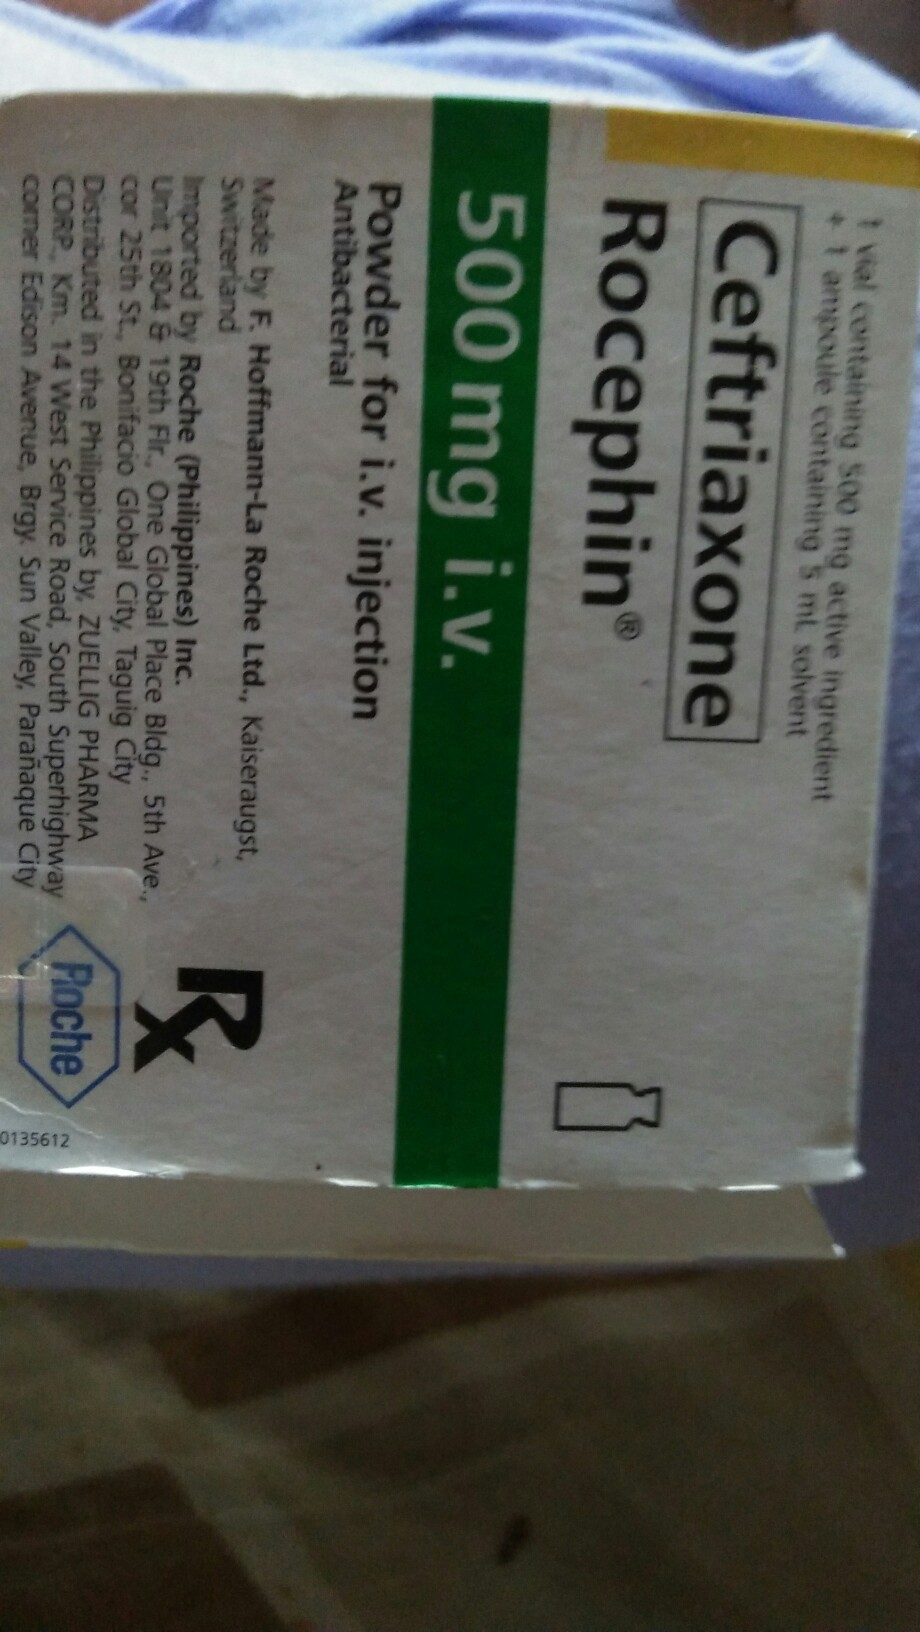 1 vial containing 500 mg active ingredient
+ 1 ampoule containing 5 mL solvent
Ceftriaxone
Rocephin®
500 mg i.v.
Powder for i.v. injection
Antibacterial
Made by F. Hoffmann-La Roche Ltd., Kaiseraugst,
Switzerland
Imported by Roche (Philippines) Inc.
Unit 1804 & 19th Flr., One Global Place Bldg., 5th Ave.,
cor 25th St., Bonifacio Global City, Taguig City
Distributed in the Philippines by, ZUELLIG PHARMA
CORP., Km. 14 West Service Road, South Superhighway
corner Edison Avenue, Brgy. Sun Valley, Parañaque City
Rx
Roche
0135612